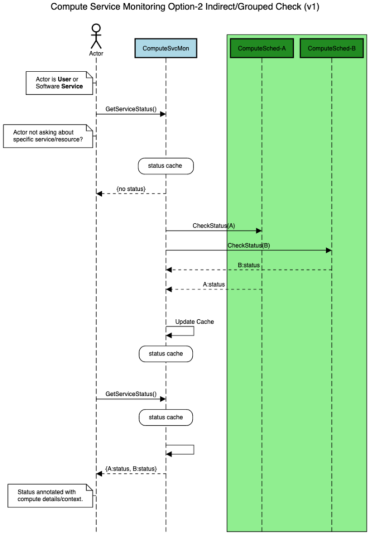 Compute Service Monitoring Option-2 Indirect/Grouped Check (v1)
Actor
ComputeSvcMon
ComputeSched-A
ComputeSched-B
Actor is User or
Software Service
GetServiceStatus()
Actor not asking about
specific service/resource?
status cache
{no status}
CheckStatus(A)
CheckStatus(B)
B:status
A:status
Update Cache
status cache
GetServiceStatus()
status cache
{A:status, B:status}
Status annotated with
compute details/context.